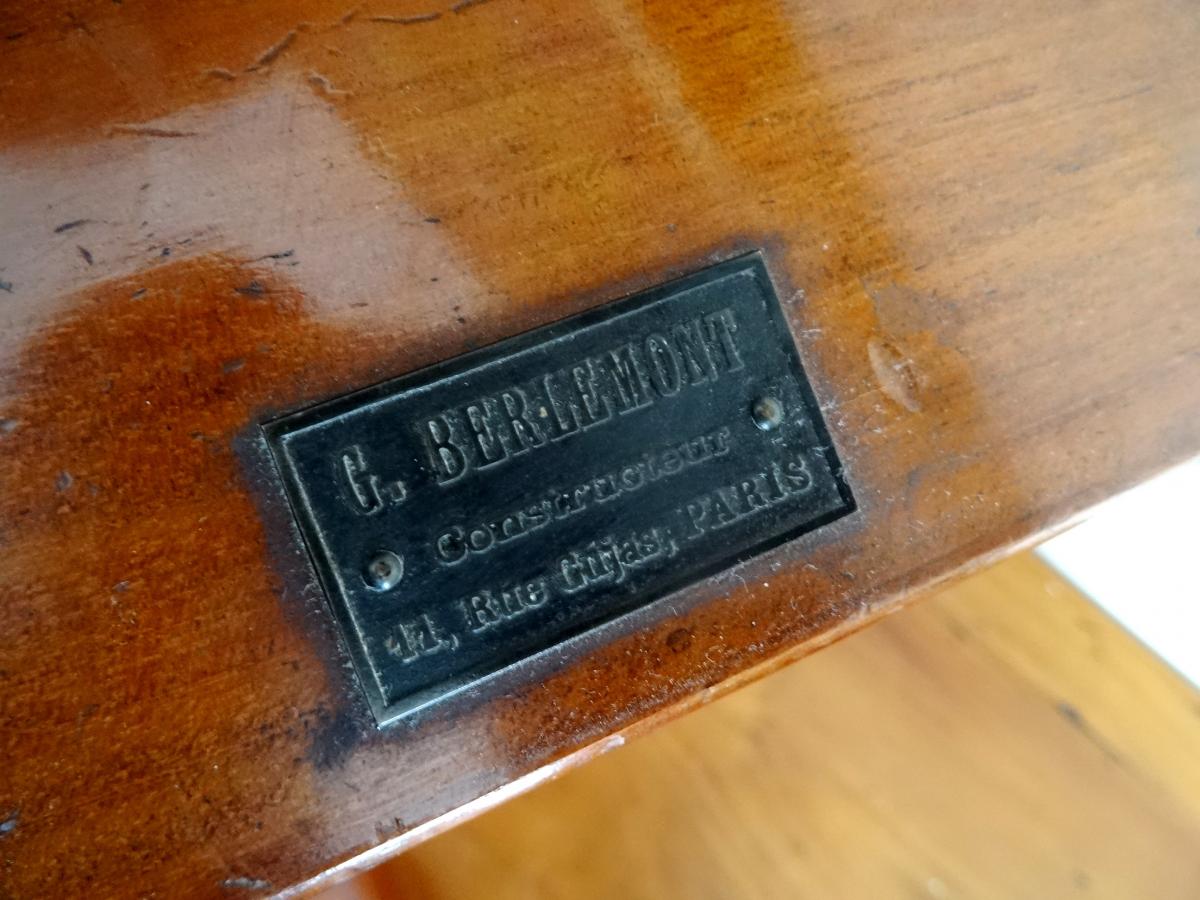 G. BERLEMONT
Constructeur
11, Rue Cujas, PARIS